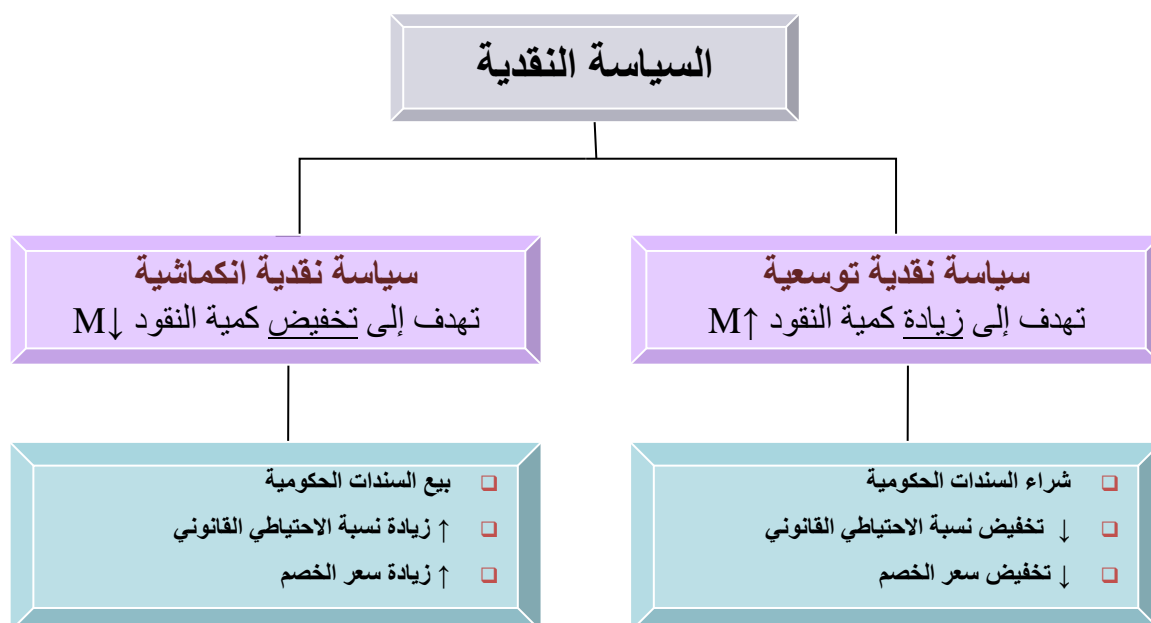 السياسة النقدية
سياسة نقدية توسعية
تهدف إلى زيادة كمية النقود M↑
شراء السندات الحكومية
↓ تخفيض نسبة الاحتياطي القانوني
↓ تخفيض سعر الخصم
سياسة نقدية انكماشية
تهدف إلى تخفيض كمية النقود M↓
بيع السندات الحكومية
↑ زيادة نسبة الاحتياطي القانوني
↑ زيادة سعر الخصم